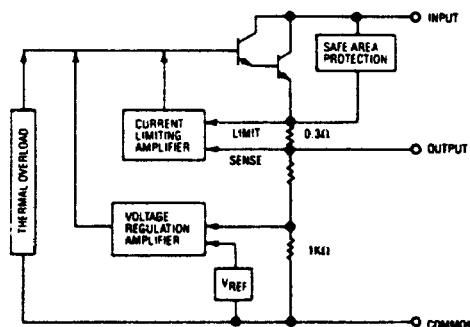 INPUT
SAFE AREA
PROTECTION
CURRENT
LIMITING
AMPLIFIER
LIMIT
0.3Ω
SENSE
OUTPUT
THERMAL OVERLOAD
VOLTAGE
REGULATION
AMPLIFIER
1KΩ
VREF
COMMON